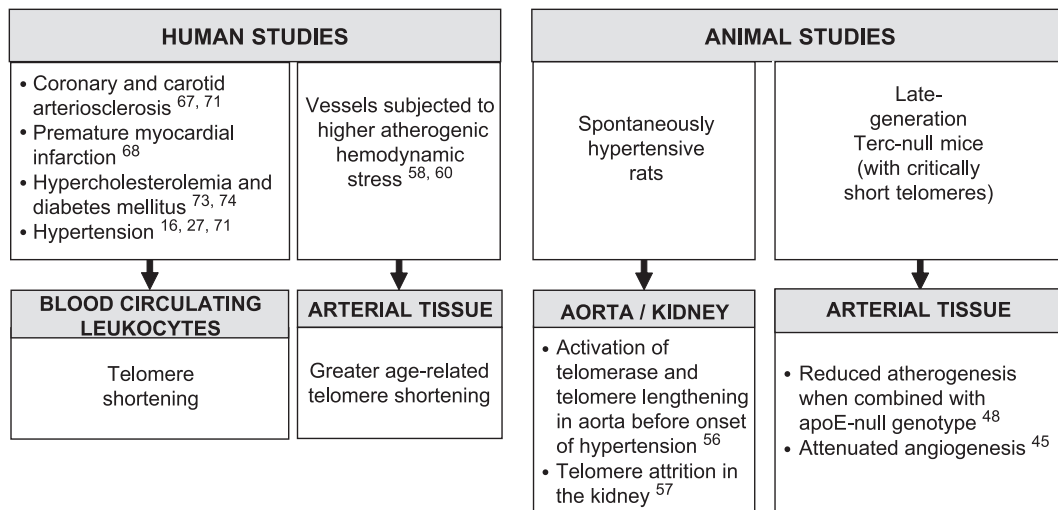 HUMAN STUDIES
• Coronary and carotid
arteriosclerosis 67, 71
• Premature myocardial
infarction 68
• Hypercholesterolemia and
diabetes mellitus 73, 74
• Hypertension 16, 27, 71
Vessels subjected to
higher atherogenic
hemodynamic
stress 58, 60
BLOOD CIRCULATING
LEUKOCYTES
Telomere
shortening
ARTERIAL TISSUE
Greater age-related
telomere shortening
ANIMAL STUDIES
Spontaneously
hypertensive
rats
Late-
generation
Terc-null mice
(with critically
short telomeres)
AORTA / KIDNEY
• Activation of
telomerase and
telomere lengthening
in aorta before onset
of hypertension 56
• Telomere attrition in
the kidney 57
ARTERIAL TISSUE
• Reduced atherogenesis
when combined with
apoE-null genotype 48
• Attenuated angiogenesis 45